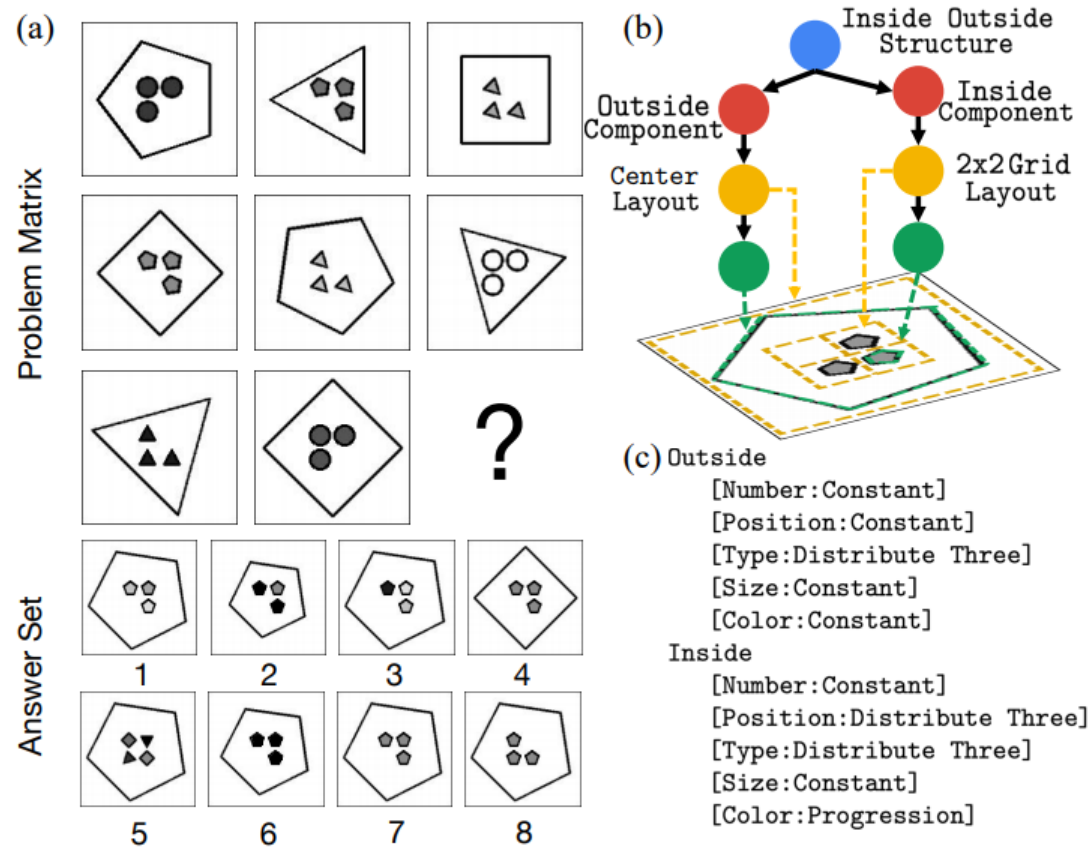 (a)
Problem Matrix
?
Answer Set
1 2 3 4
5 6 7 8
(b)
Inside Outside
Structure
Outside
Component
Inside
Component
Center
Layout
2x2 Grid
Layout
(c)
Outside
[Number:Constant]
[Position:Constant]
[Type:Distribute Three]
[Size:Constant]
[Color:Constant]
Inside
[Number:Constant]
[Position:Distribute Three]
[Type:Distribute Three]
[Size:Constant]
[Color:Progression]